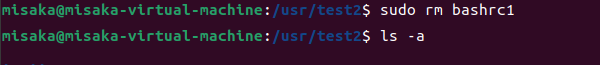 misaka@misaka-virtual-machine:/usr/test2$ sudo rm bashrc1
misaka@misaka-virtual-machine:/usr/test2$ ls -a